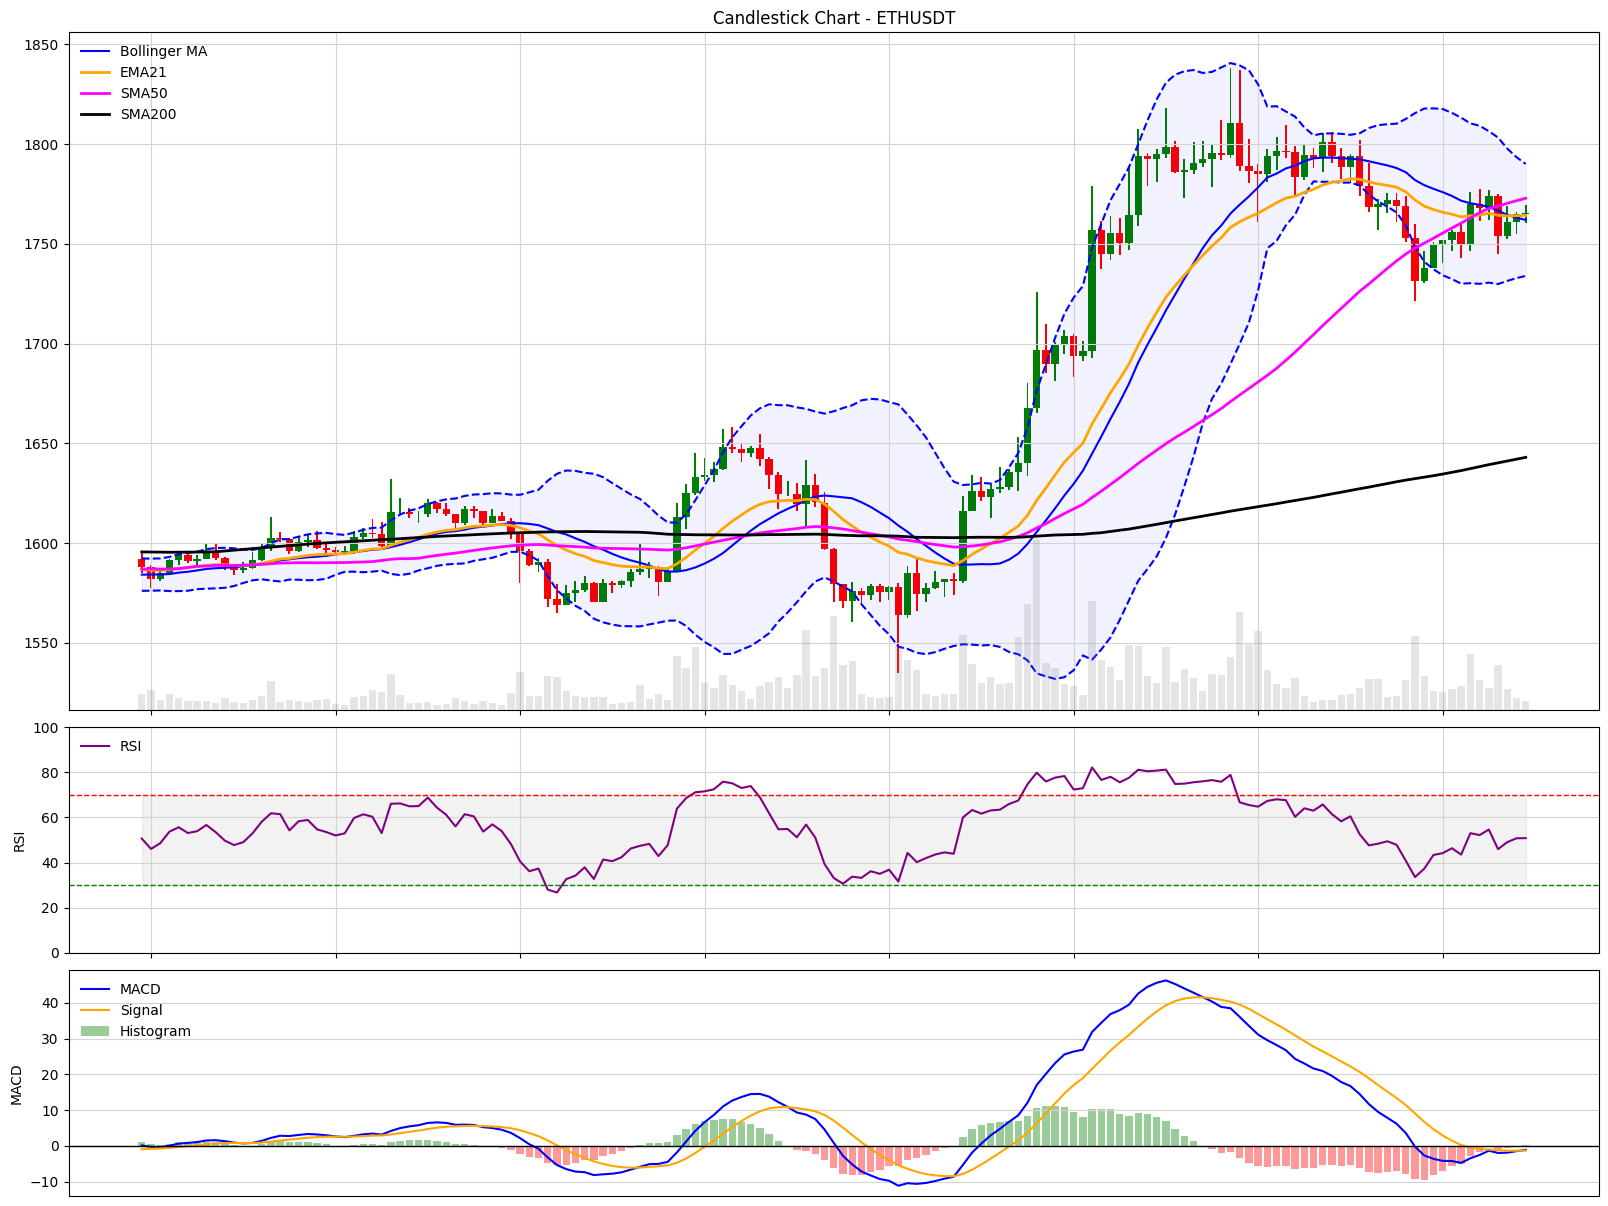 Candlestick Chart - ETHUSDT
1850
1800
1750
1700
1650
1600
1550
Bollinger MA
EMA21
SMA50
SMA200
100
80
60
40
20
0
RSI
RSI
40
30
20
10
0
−10
MACD
MACD
Signal
Histogram